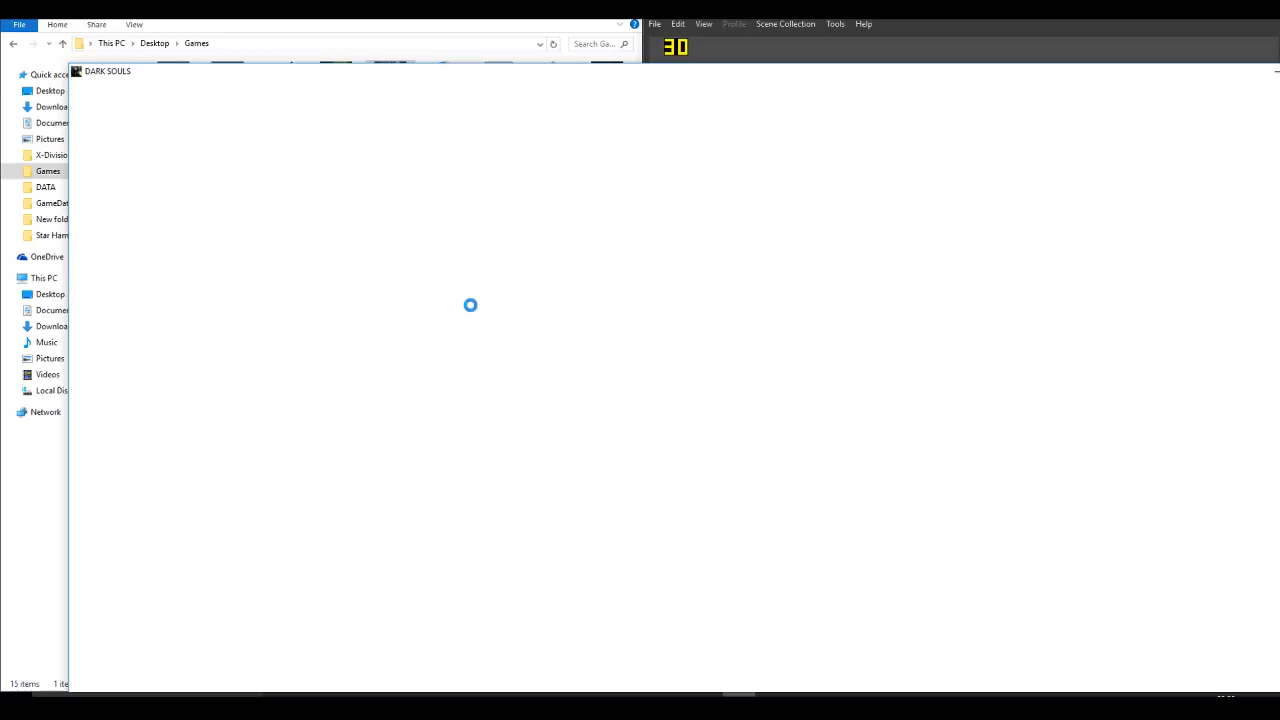 File Home Share View
File Edit View Profile Scene Collection Tools Help
This PC Desktop Games Search Ga...
30
DARK SOULS
Quick acce
Desktop
Downloa
Documen
Pictures
X-Divisio
Games
DATA
GameDat
New fold
Star Ham
OneDrive
This PC
Desktop
Documen
Downloa
Music
Pictures
Videos
Local Dis
Network
15 items 1 ite